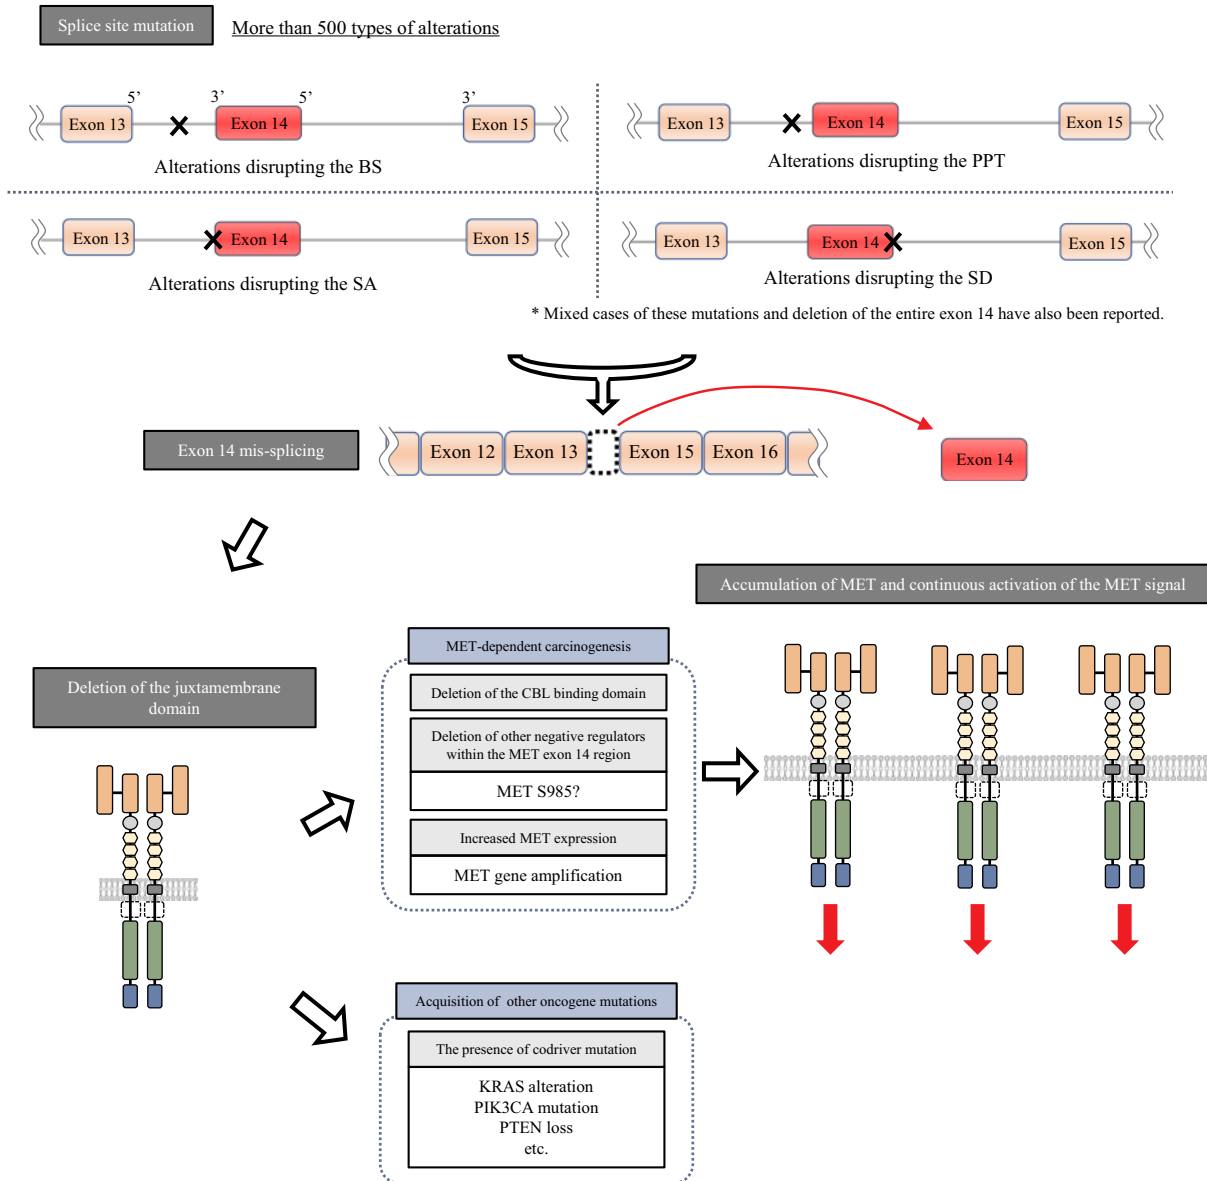 Splice site mutation
More than 500 types of alterations
5’ 3’ 5’ 3’
Exon 13 Exon 14 Exon 15
Alterations disrupting the BS
Exon 13 Exon 14 Exon 15
Alterations disrupting the PPT
Exon 13 Exon 14 Exon 15
Alterations disrupting the SA
Exon 13 Exon 14 Exon 15
Alterations disrupting the SD
* Mixed cases of these mutations and deletion of the entire exon 14 have also been reported.
Exon 14 mis-splicing
Exon 12 Exon 13 Exon 15 Exon 16
Exon 14
Deletion of the juxtamembrane
domain
MET-dependent carcinogenesis
Deletion of the CBL binding domain
Deletion of other negative regulators
within the MET exon 14 region
MET S985?
Increased MET expression
MET gene amplification
Accumulation of MET and continuous activation of the MET signal
Acquisition of other oncogene mutations
The presence of codriver mutation
KRAS alteration
PIK3CA mutation
PTEN loss
etc.